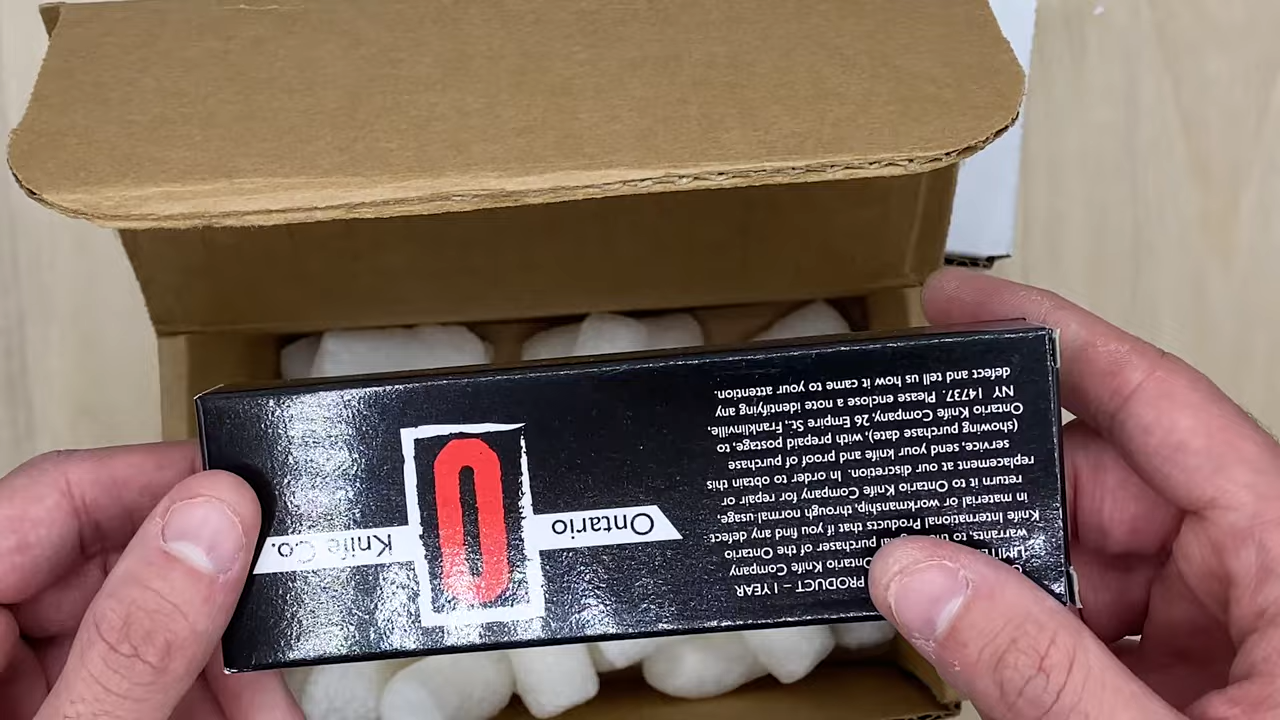 PRODUCT – 1 YEAR
Knife Company
warrants, to the purchaser of the Ontario
Knife International Products that if you find any defect
in material or workmanship, through normal usage,
return it to Ontario Knife Company for repair or
replacement at our discretion. In order to obtain this
service, send your knife and proof of purchase
(showing purchase date), with prepaid postage, to
Ontario Knife Company, 26 Empire St., Franklinville,
NY 14737. Please enclose a note identifying any
defect and tell us how it came to your attention.
Ontario O Knife Co.